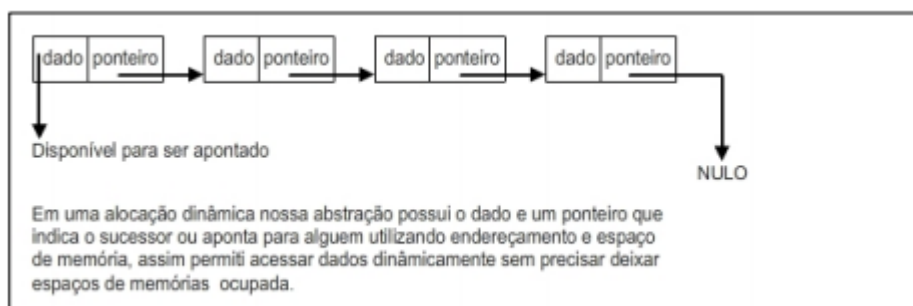 dado ponteiro dado ponteiro dado ponteiro dado ponteiro
Disponível para ser apontado
NULO
Em uma alocação dinâmica nossa abstração possui o dado e um ponteiro que
indica o sucessor ou aponta para alguem utilizando endereçamento e espaço
de memória, assim permiti acessar dados dinâmicamente sem precisar deixar
espaços de memórias ocupada.